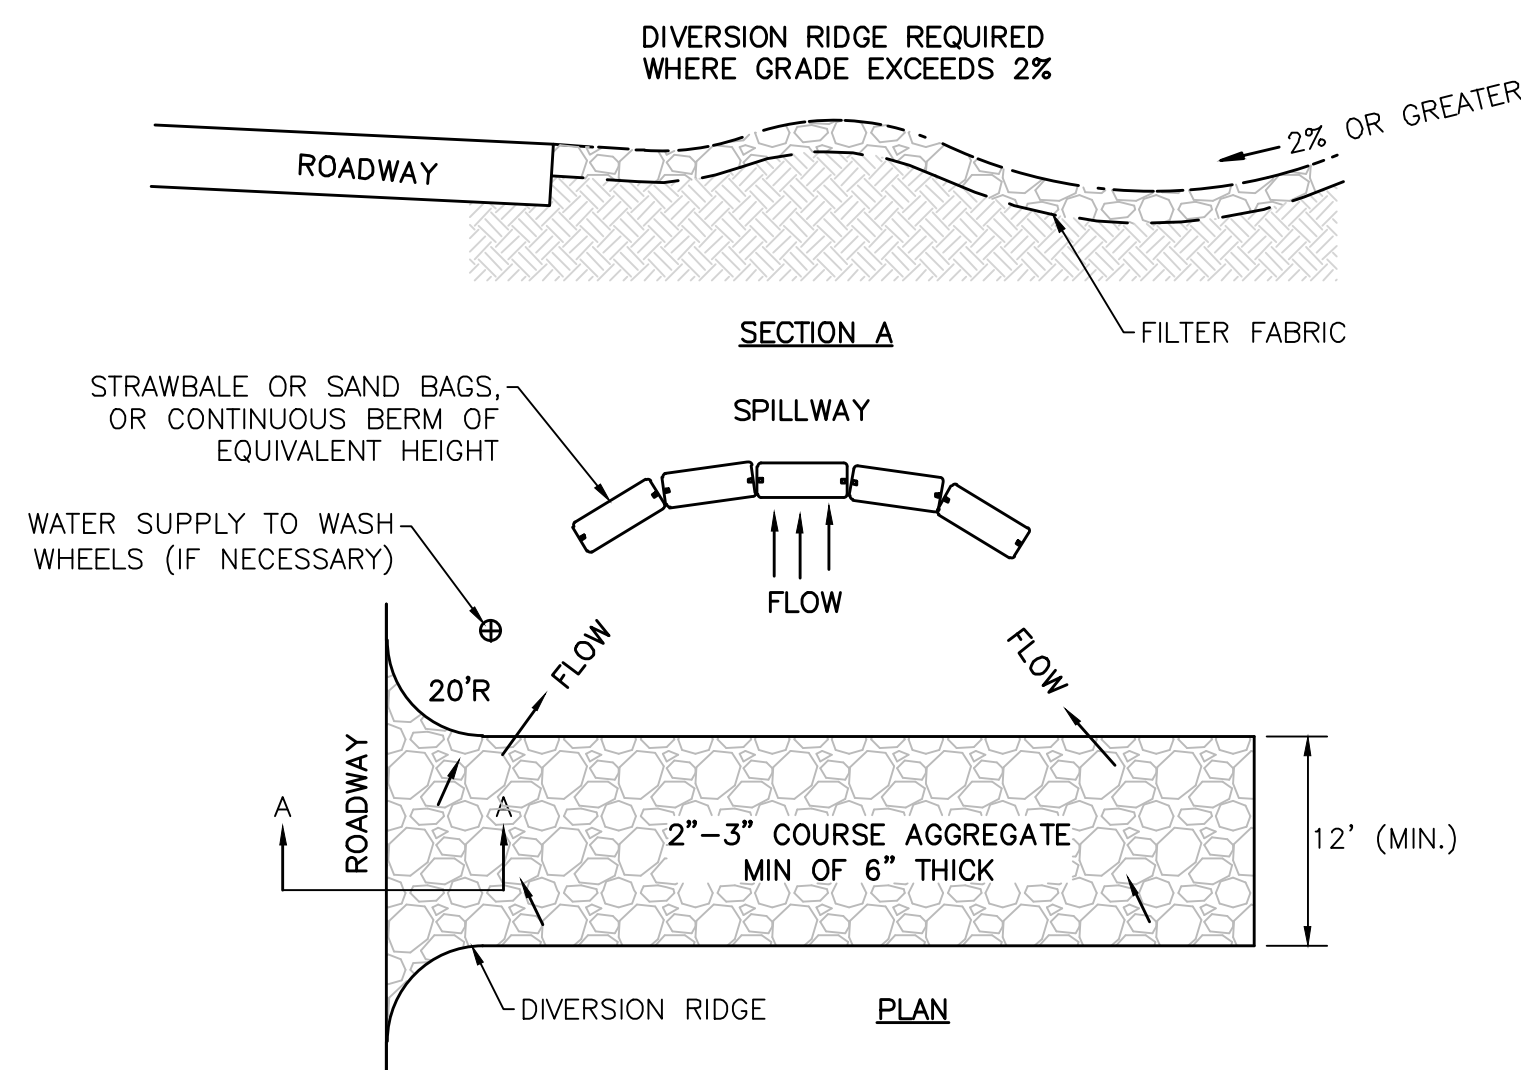 DIVERSION RIDGE REQUIRED
WHERE GRADE EXCEEDS 2%
2% OR GREATER
ROADWAY
FILTER FABRIC
SECTION A
STRAWBALE OR SAND BAGS,
OR CONTINUOUS BERM OF
EQUIVALENT HEIGHT
SPILLWAY
WATER SUPPLY TO WASH
WHEELS (IF NECESSARY)
FLOW
FLOW
FLOW
20'R
ROADWAY
A
A
2"-3" COURSE AGGREGATE
MIN OF 6" THICK
12' (MIN.)
DIVERSION RIDGE
PLAN